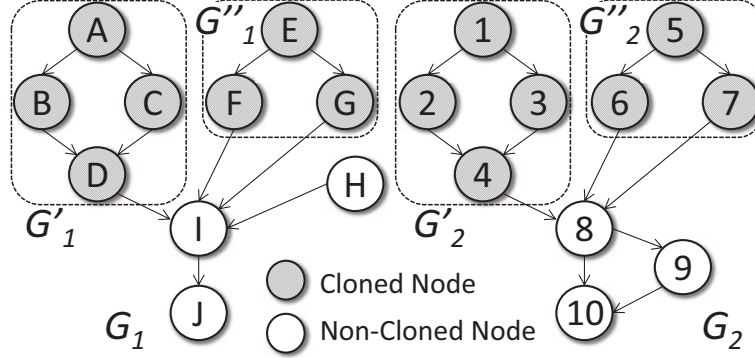 A
G''1
E
1
G''2
5
B
C
F
G
2
3
6
7
D
H
4
G'1
I
G'2
8
9
Cloned Node
G1
J
Non-Cloned Node
10
G2